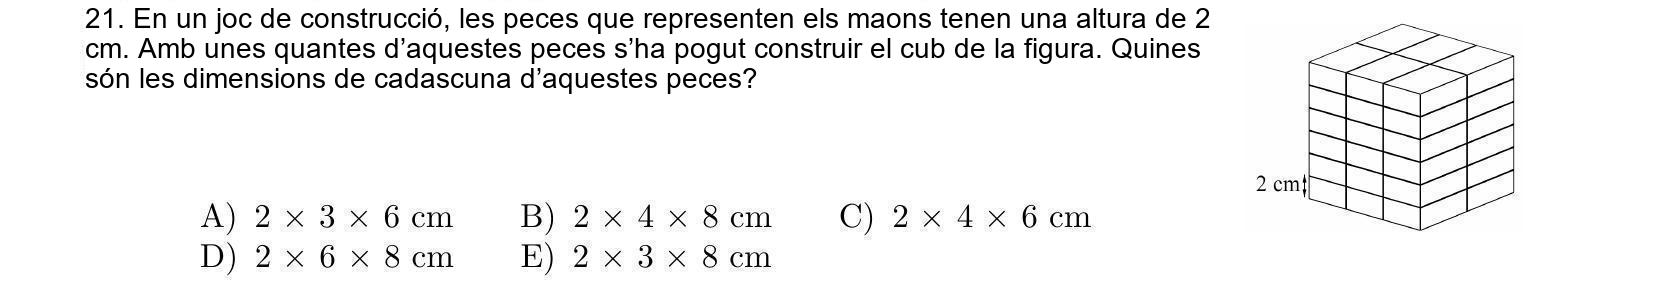 21. En un joc de construcció, les peces que representen els maons tenen una altura de 2
cm. Amb unes quantes d’aquestes peces s’ha pogut construir el cub de la figura. Quines
són les dimensions de cadascuna d’aquestes peces?
2 cm
A) 2 × 3 × 6 cm B) 2 × 4 × 8 cm C) 2 × 4 × 6 cm
D) 2 × 6 × 8 cm E) 2 × 3 × 8 cm